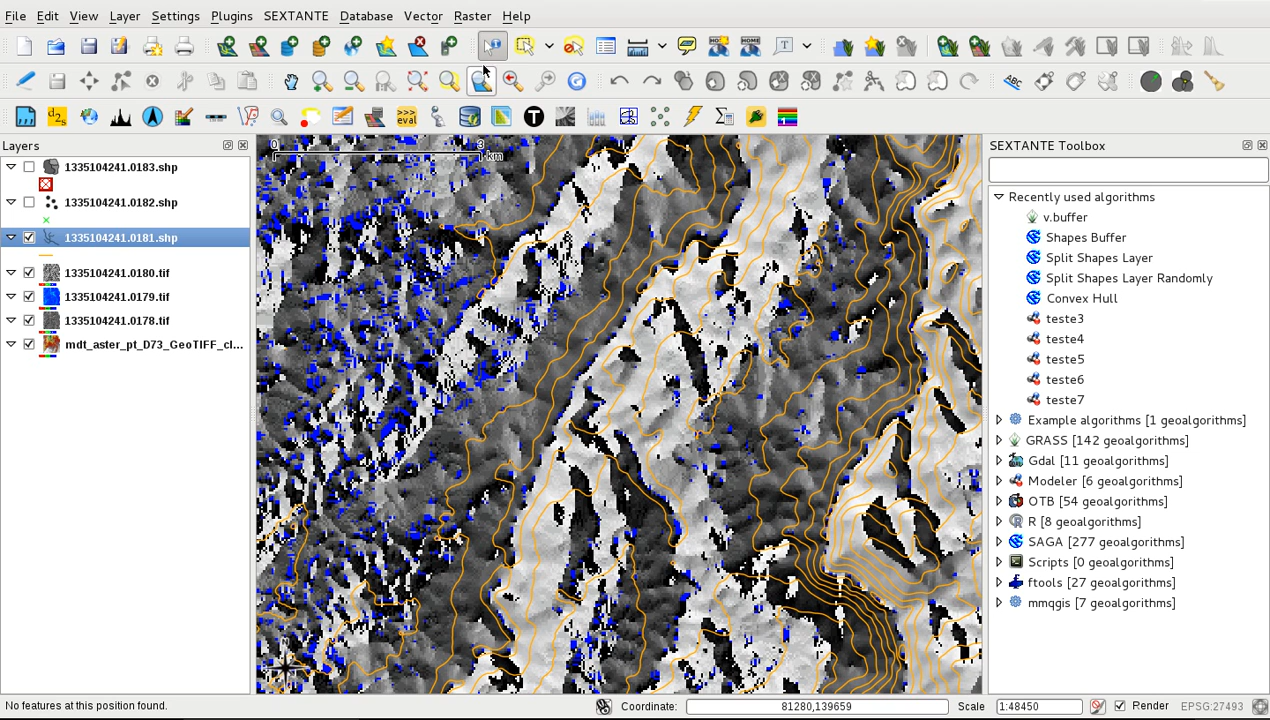 File Edit View Layer Settings Plugins SEXTANTE Database Vector Raster Help
T
ABC
d2s
>>>
eval
T
Layers
SEXTANTE Toolbox
0 3
km
1335104241.0183.shp
1335104241.0182.shp
1335104241.0181.shp
1335104241.0180.tif
1335104241.0179.tif
1335104241.0178.tif
mdt_aster_pt_D73_GeoTIFF_cl...
N
Recently used algorithms
v.buffer
Shapes Buffer
Split Shapes Layer
Split Shapes Layer Randomly
Convex Hull
teste3
teste4
teste5
teste6
teste7
Example algorithms [1 geoalgorithms]
GRASS [142 geoalgorithms]
Gdal [11 geoalgorithms]
Modeler [6 geoalgorithms]
OTB [54 geoalgorithms]
R [8 geoalgorithms]
SAGA [277 geoalgorithms]
Scripts [0 geoalgorithms]
ftools [27 geoalgorithms]
mmqgis [7 geoalgorithms]
No features at this position found. Coordinate: 81280,139659 Scale 1:48450 Render EPSG:27493